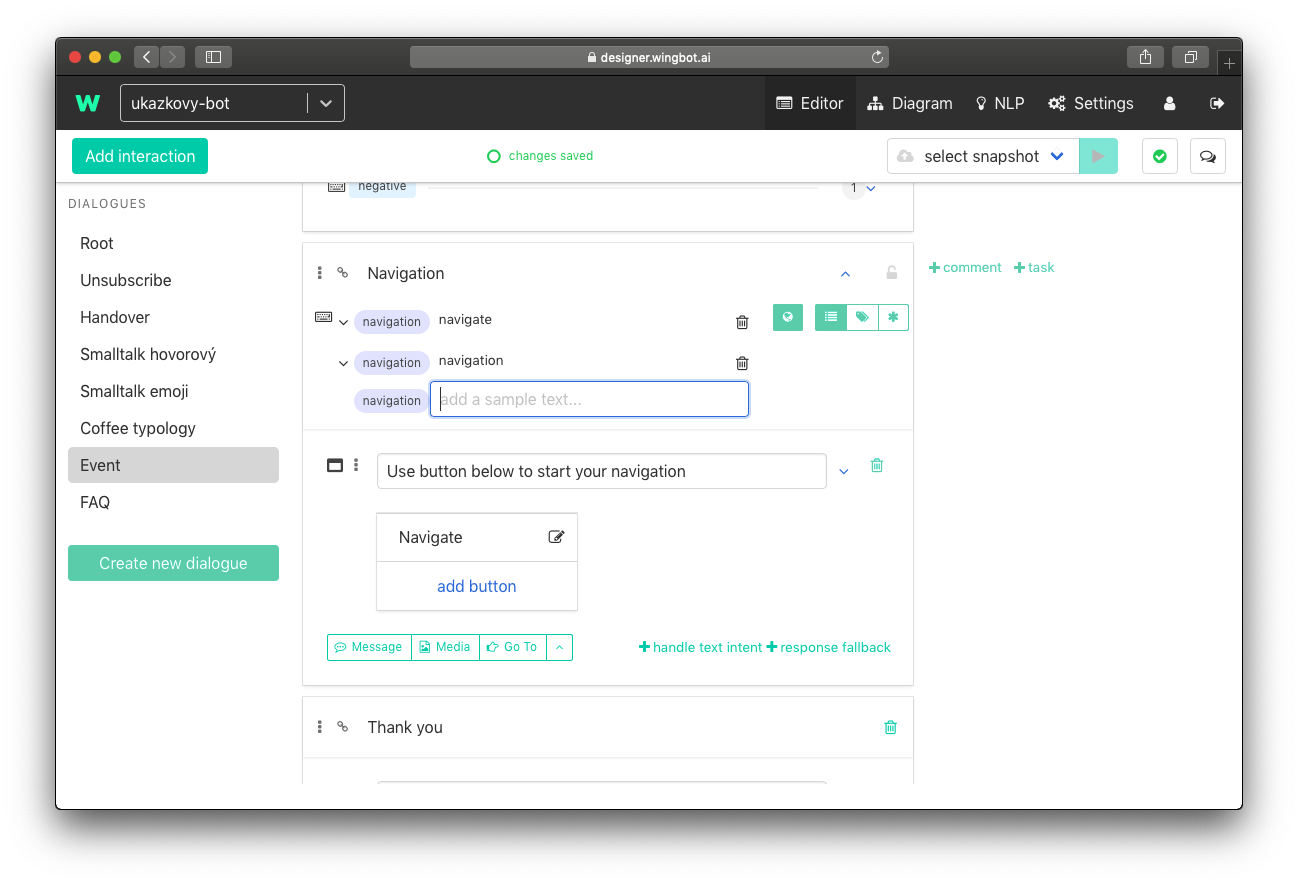 designer.wingbot.ai
W
ukazkovy-bot
Editor
Diagram
NLP
Settings
Add interaction
changes saved
select snapshot
DIALOGUES
Root
Unsubscribe
Handover
Smalltalk hovorový
Smalltalk emoji
Coffee typology
Event
FAQ
Create new dialogue
negative
1
Navigation
navigation navigate
navigation navigation
navigation add a sample text...
Use button below to start your navigation
Navigate
add button
Message Media Go To
handle text intent response fallback
Thank you
comment task